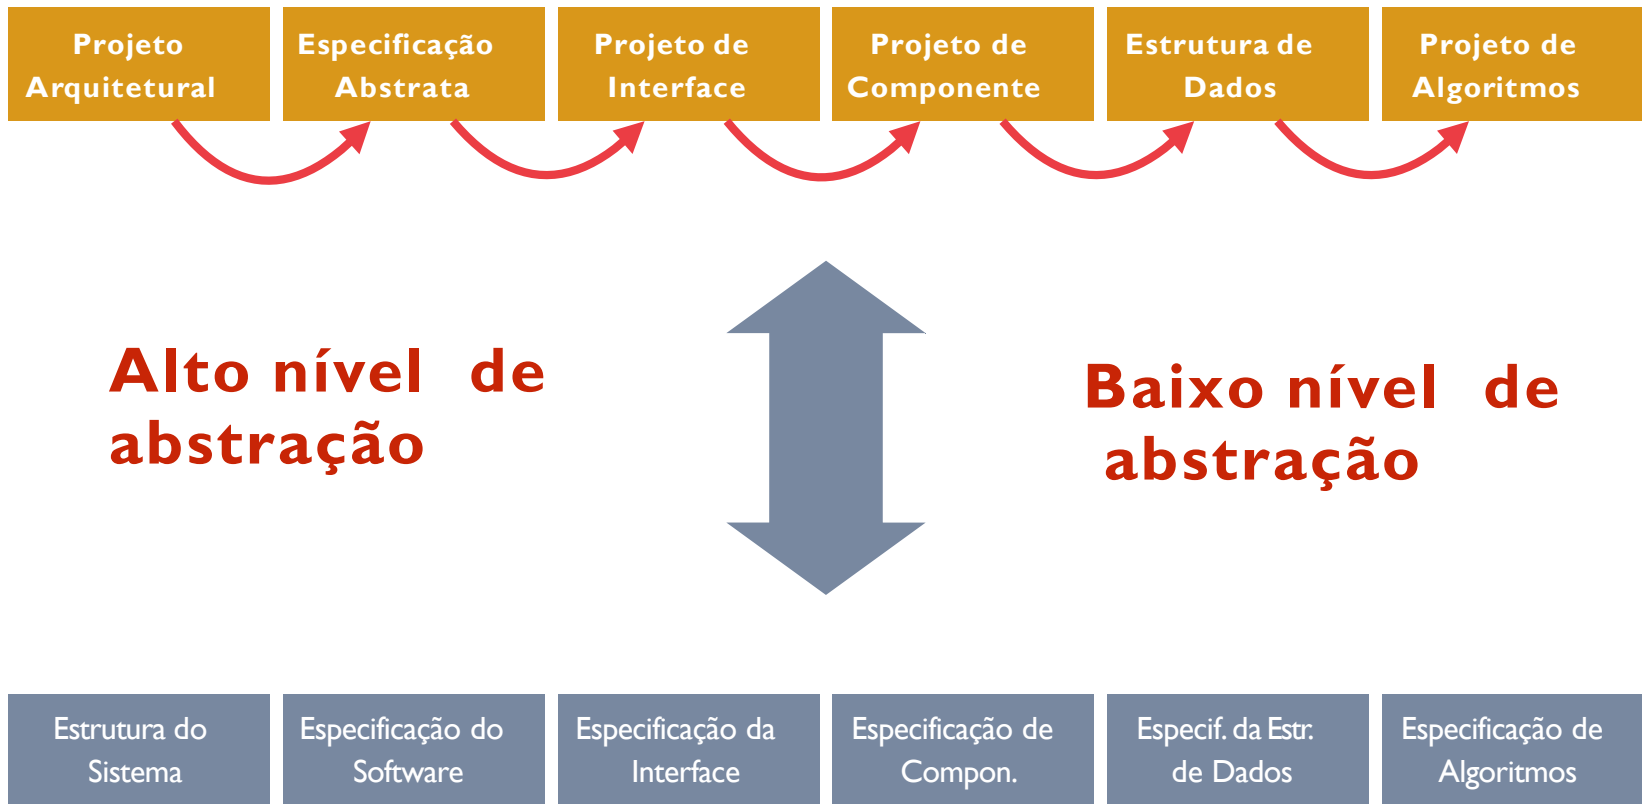 Projeto
Arquitetural
Especificação
Abstrata
Projeto de
Interface
Projeto de
Componente
Estrutura de
Dados
Projeto de
Algoritmos
Alto nível de
abstração
Baixo nível de
abstração
Estrutura do
Sistema
Especificação do
Software
Especificação da
Interface
Especificação de
Compon.
Especif. da Estr.
de Dados
Especificação de
Algoritmos